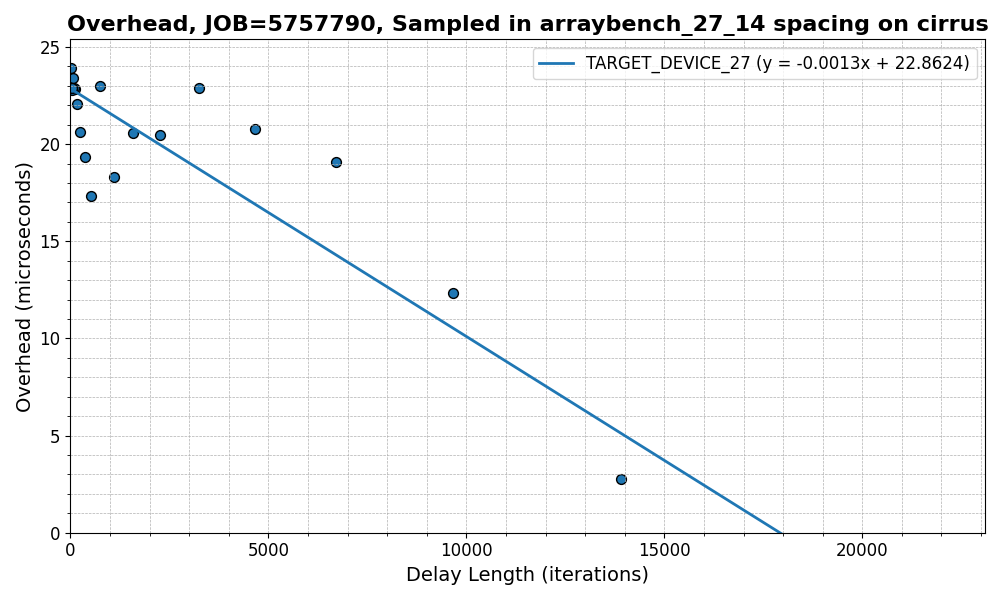 Overhead, JOB=5757790, Sampled in arraybench_27_14 spacing on cirrus
TARGET_DEVICE_27 (y = -0.0013x + 22.8624)
Overhead (microseconds)
25
20
15
10
5
0
0 5000 10000 15000 20000
Delay Length (iterations)